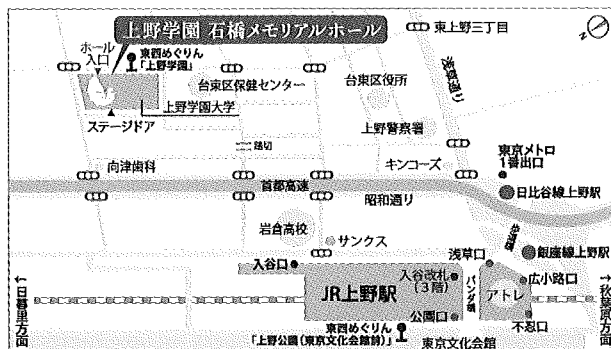 上野学園 石橋メモリアルホール
ホール
入口
東西めぐりん
「上野学園」
東上野三丁目
浅草通り
台東区保健センター
台東区役所
上野学園大学
ステージドア
上野警察署
踏切
東京メトロ
1番出口
向津歯科
キンコーズ
首都高速
日比谷線上野駅
昭和通り
岩倉高校
歩道橋
サンクス
銀座線上野駅
入谷口
浅草口
←日暮里方面
JR上野駅
入谷改札
(3階)
パンダ橋
アトレ
広小路口
→秋葉原方面
公園口
不忍口
東西めぐりん
「上野公園(東京文化会館前)」
東京文化会館